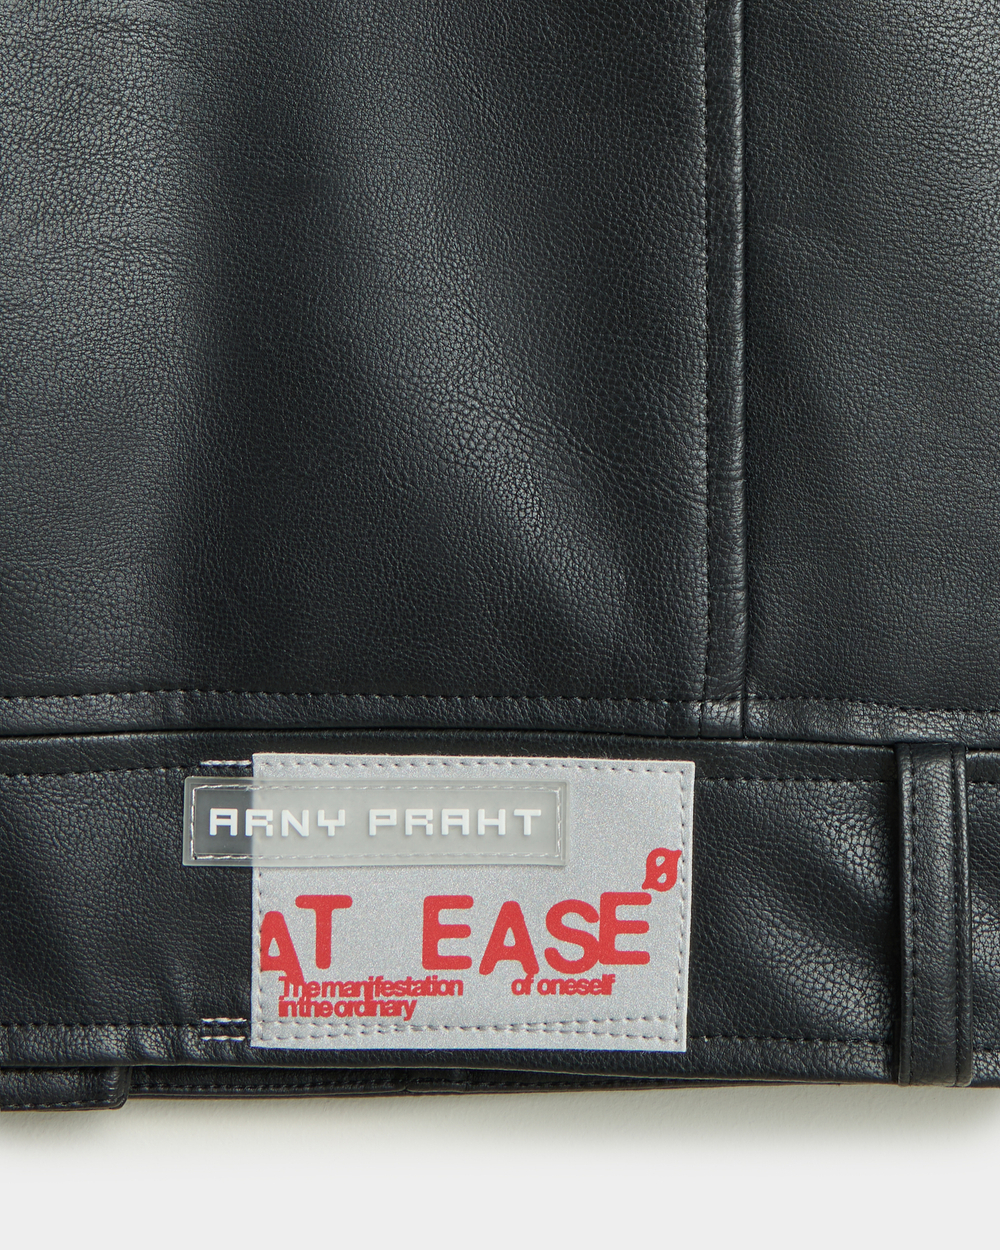 ARNY PRAHT
AT EASE Ø
The manifestation of oneself
in the ordinary